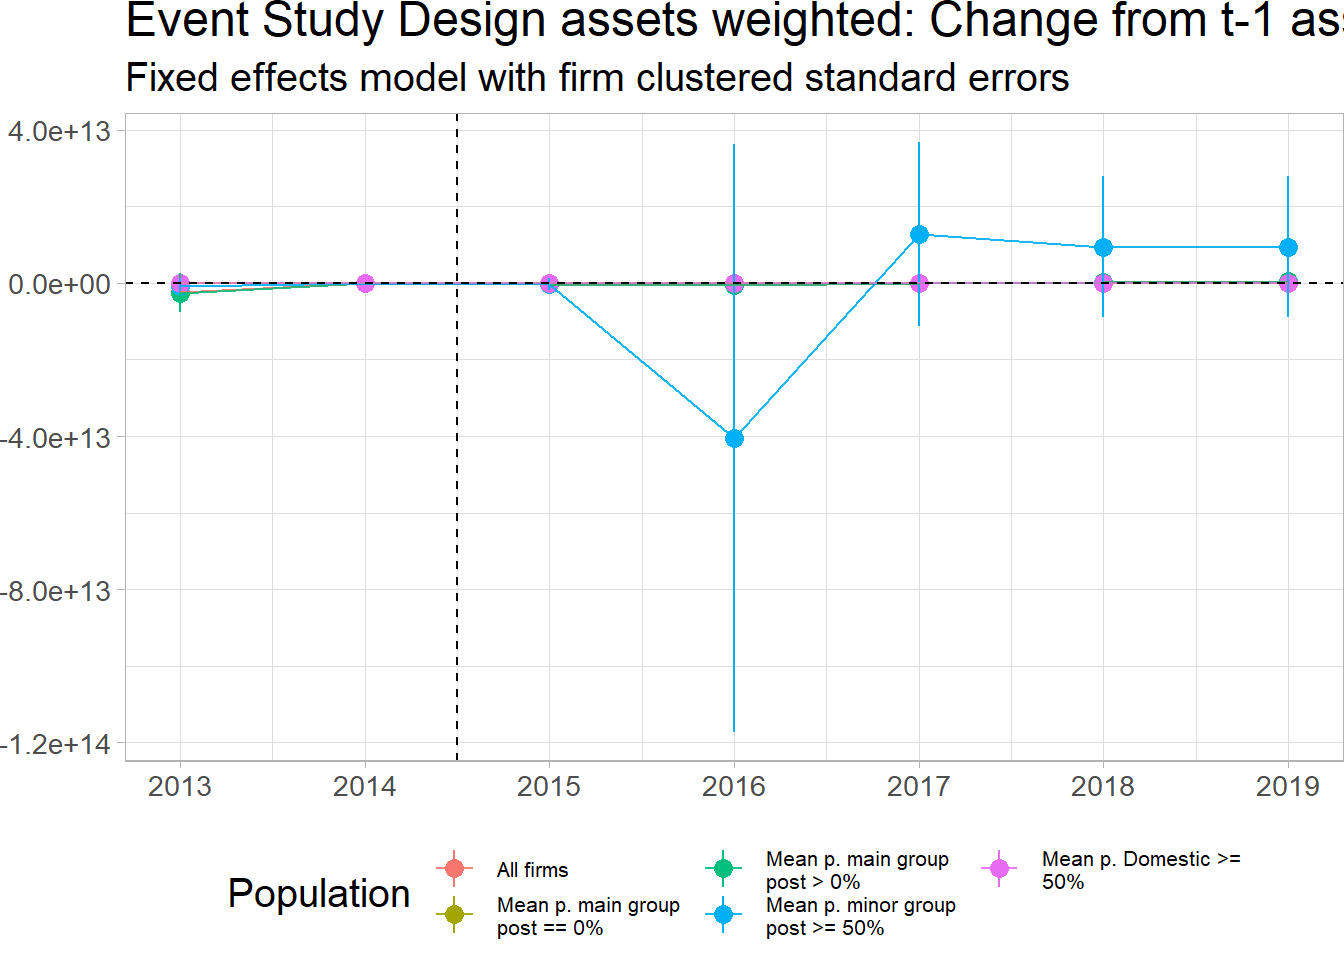 Event Study Design assets weighted: Change from t-1 ass
Fixed effects model with firm clustered standard errors
4.0e+13
0.0e+00
-4.0e+13
-8.0e+13
-1.2e+14
2013 2014 2015 2016 2017 2018 2019
Population
All firms
Mean p. main group
post == 0%
Mean p. main group
post > 0%
Mean p. minor group
post >= 50%
Mean p. Domestic >=
50%